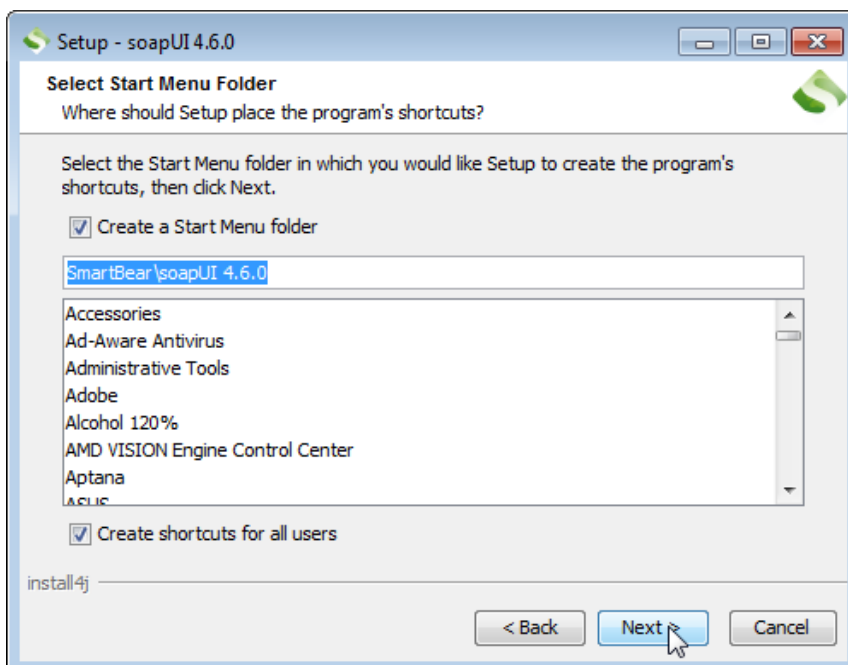 Setup - soapUI 4.6.0
Select Start Menu Folder
Where should Setup place the program's shortcuts?
Select the Start Menu folder in which you would like Setup to create the program's
shortcuts, then click Next.
Create a Start Menu folder
SmartBear\soapUI 4.6.0
Accessories
Ad-Aware Antivirus
Administrative Tools
Adobe
Alcohol 120%
AMD VISION Engine Control Center
Aptana
ASUS
Create shortcuts for all users
install4j
< Back
Next >
Cancel